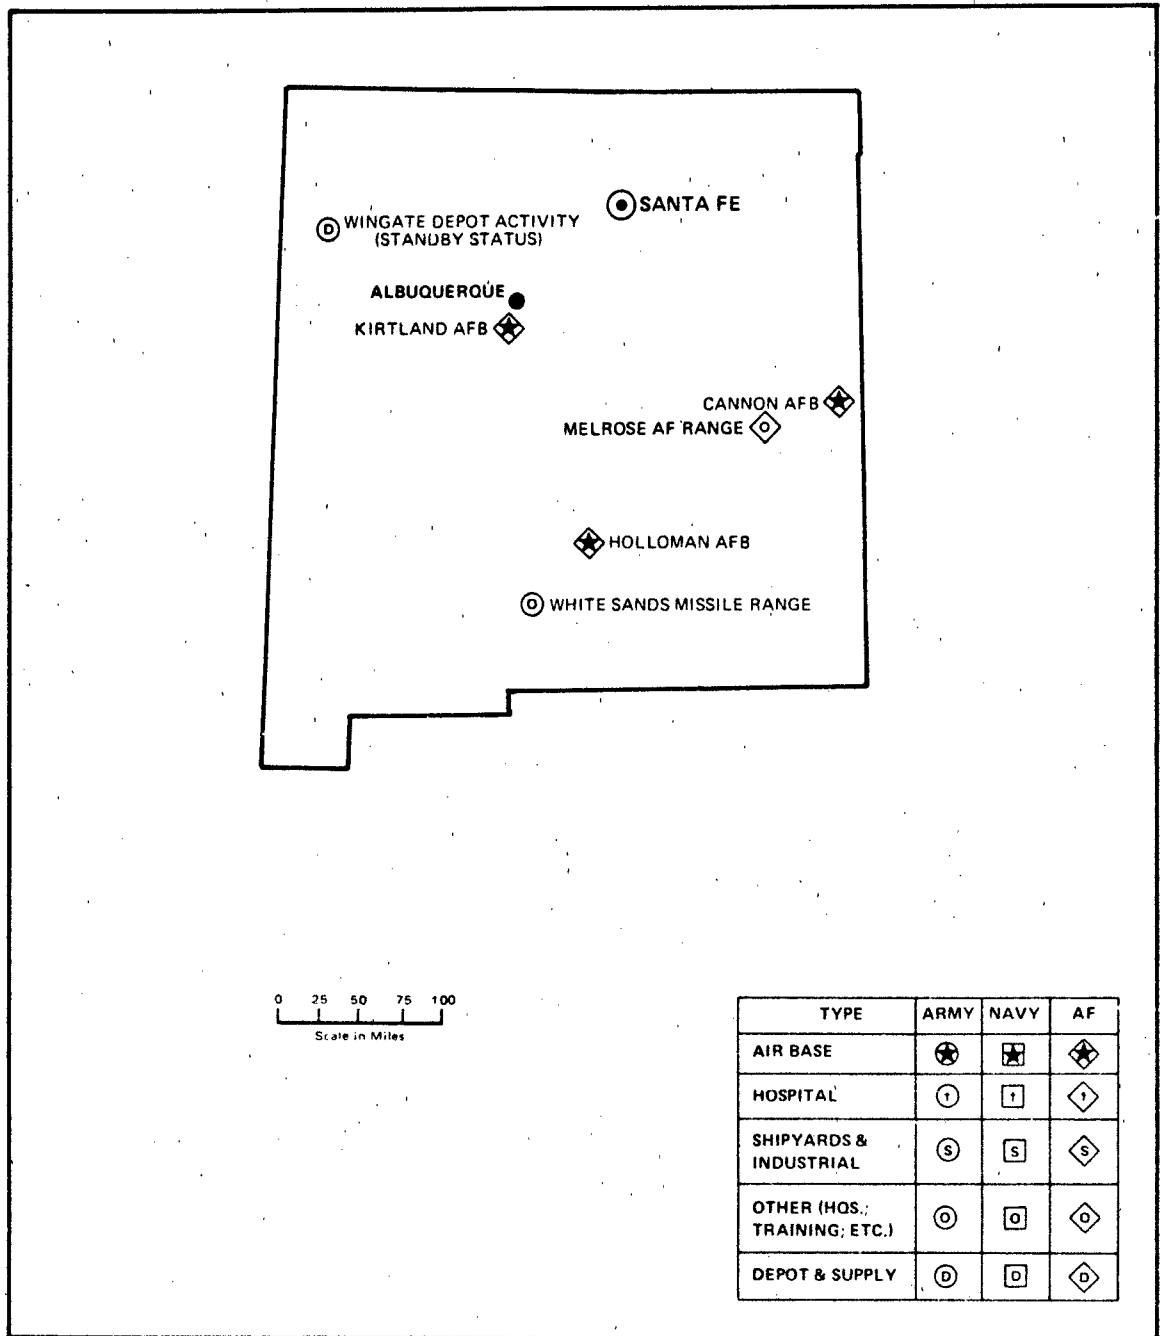 SANTA FE
D WINGATE DEPOT ACTIVITY
(STANDBY STATUS)
ALBUQUERQUE
KIRTLAND AFB
CANNON AFB
MELROSE AF RANGE O
HOLLOMAN AFB
O WHITE SANDS MISSILE RANGE
0 25 50 75 100
Scale in Miles
TYPE ARMY NAVY AF
AIR BASE
HOSPITAL † † †
SHIPYARDS &
INDUSTRIAL S S S
OTHER (HOS.;
TRAINING; ETC.) O O O
DEPOT & SUPPLY D D D